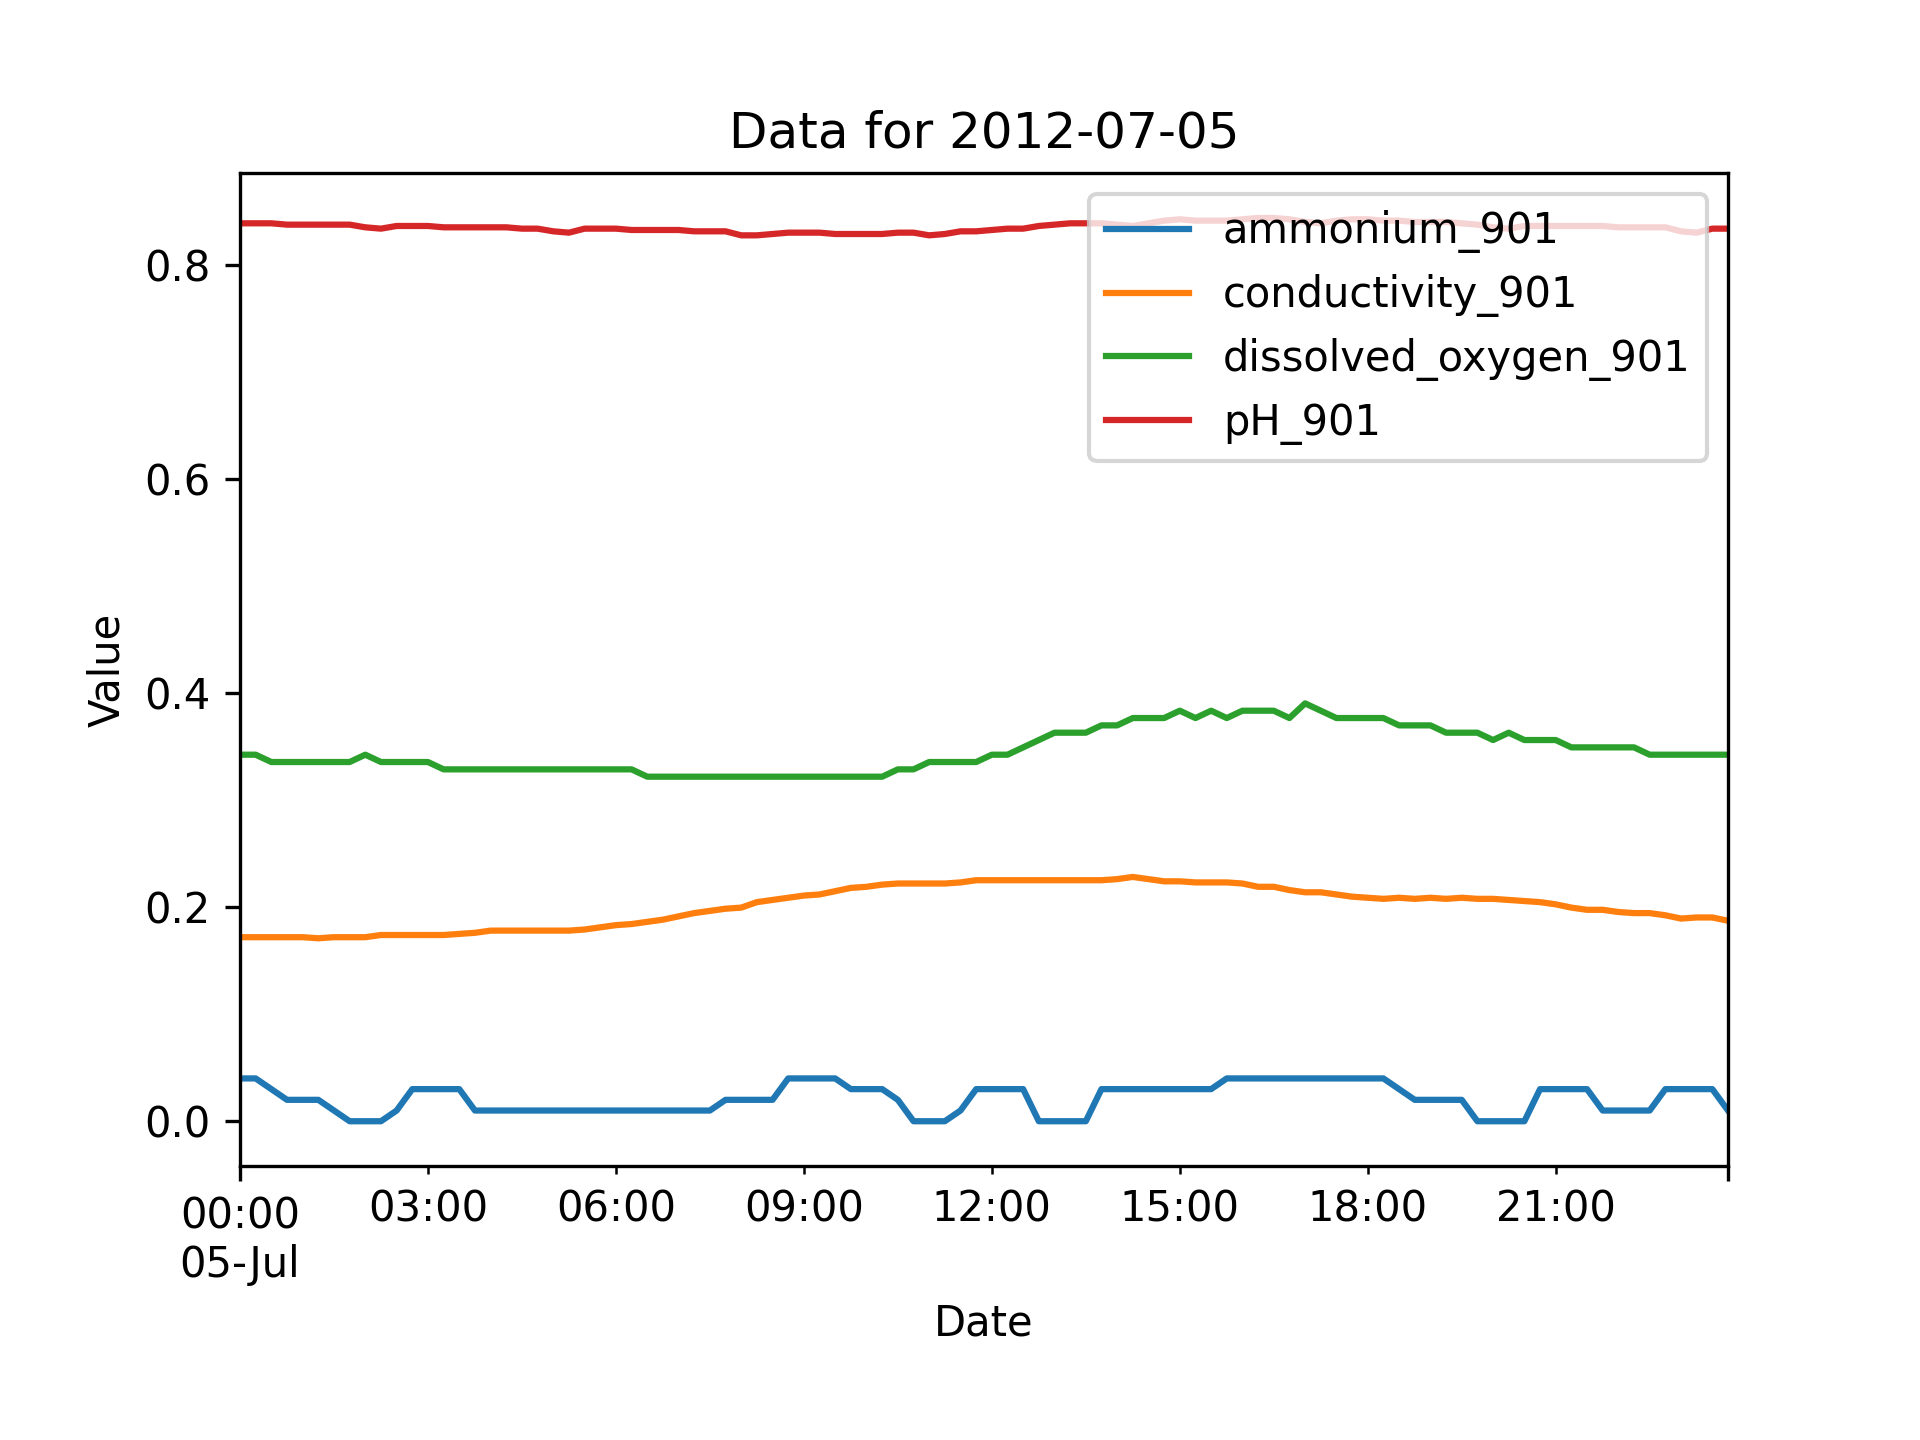 Data for 2012-07-05
ammonium_901
conductivity_901
dissolved_oxygen_901
pH_901
Value
0.8
0.6
0.4
0.2
0.0
00:00 03:00 06:00 09:00 12:00 15:00 18:00 21:00
05-Jul
Date